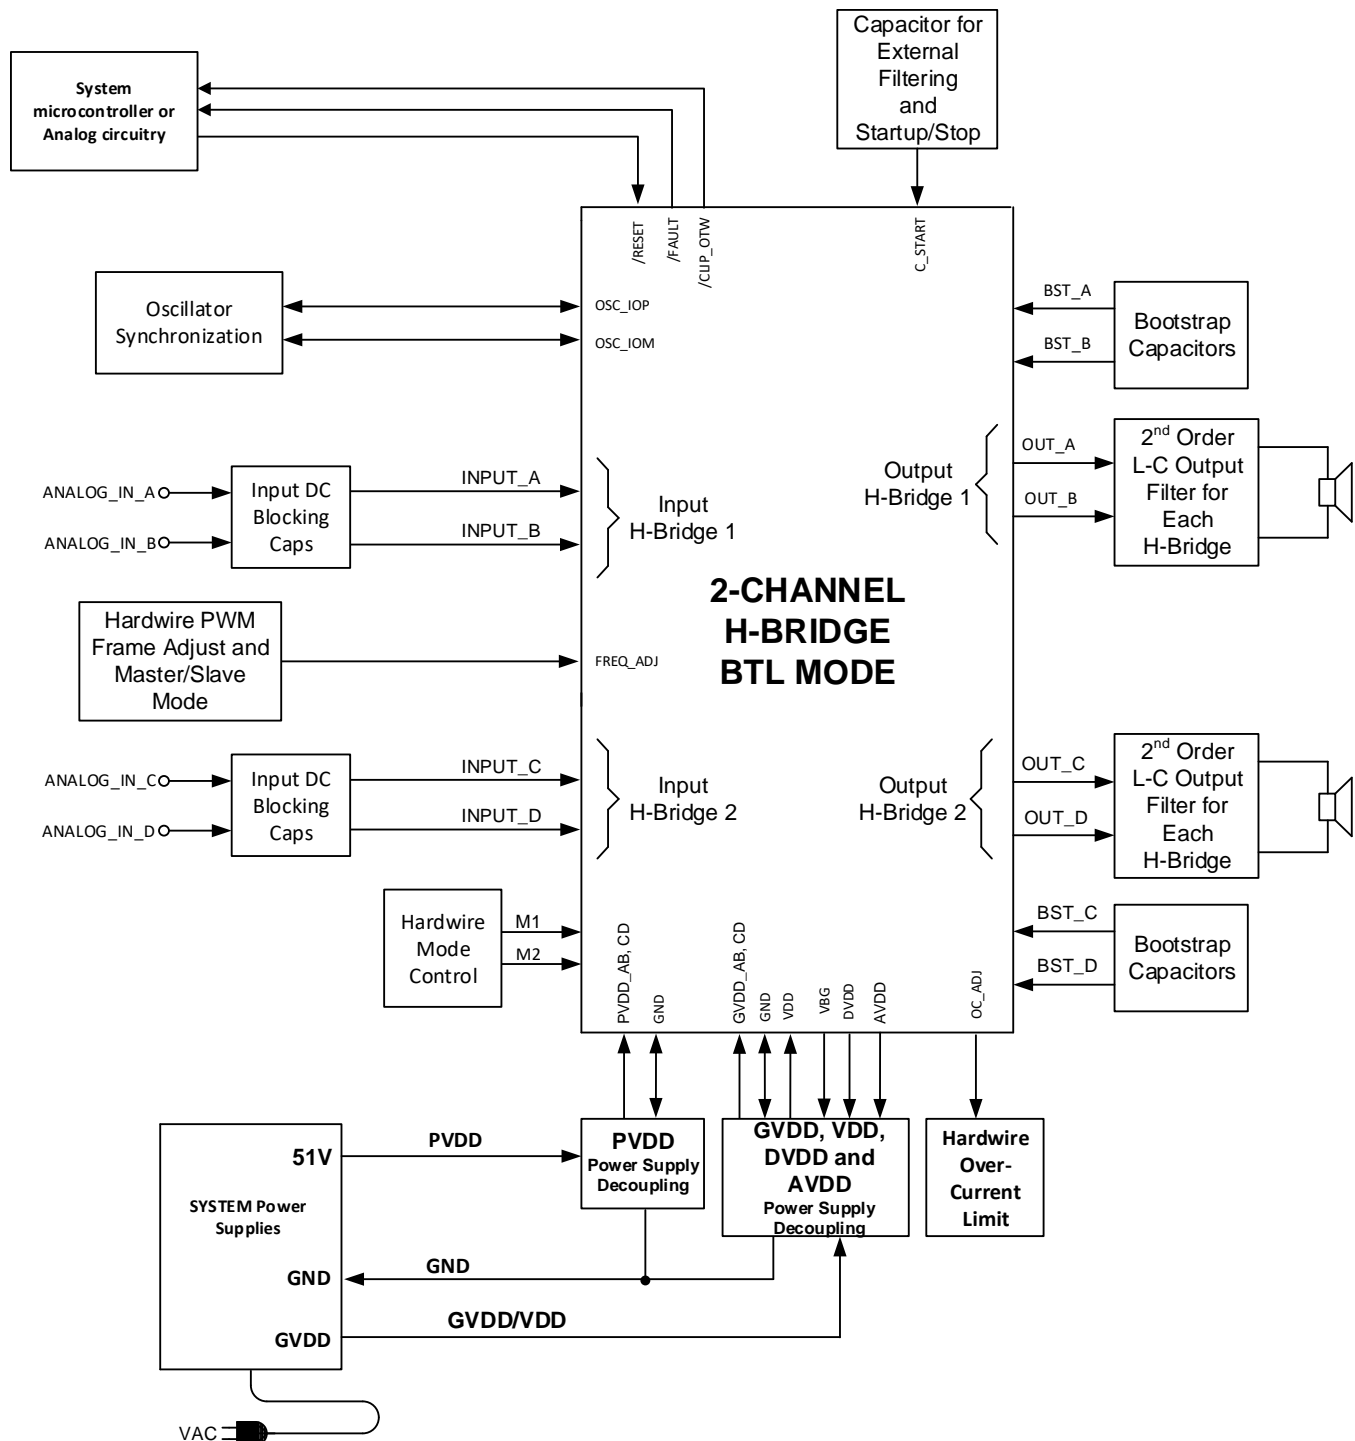 Capacitor for
External
Filtering
and
Startup/Stop
System
microcontroller or
Analog circuitry
/RESET
/FAULT
/CLIP_OTW
C_START
Oscillator
Synchronization
OSC_IOP
OSC_IOM
BST_A
BST_B
Bootstrap
Capacitors
ANALOG_IN_A
ANALOG_IN_B
Input DC
Blocking
Caps
INPUT_A
INPUT_B
Input
H-Bridge 1
Output
H-Bridge 1
OUT_A
OUT_B
2nd Order
L-C Output
Filter for
Each
H-Bridge
2-CHANNEL
H-BRIDGE
BTL MODE
Hardwire PWM
Frame Adjust and
Master/Slave
Mode
FREQ_ADJ
ANALOG_IN_C
ANALOG_IN_D
Input DC
Blocking
Caps
INPUT_C
INPUT_D
Input
H-Bridge 2
Output
H-Bridge 2
OUT_C
OUT_D
2nd Order
L-C Output
Filter for
Each
H-Bridge
Hardwire
Mode
Control
M1
M2
PVDD_AB, CD
GND
GVDD_AB, CD
GND
VDD
VBG
DVDD
AVDD
OC_ADJ
BST_C
BST_D
Bootstrap
Capacitors
51V
SYSTEM Power
Supplies
GND
GVDD
PVDD
PVDD
Power Supply
Decoupling
GVDD, VDD,
DVDD and
AVDD
Power Supply
Decoupling
Hardwire
Over-
Current
Limit
GND
GVDD/VDD
VAC